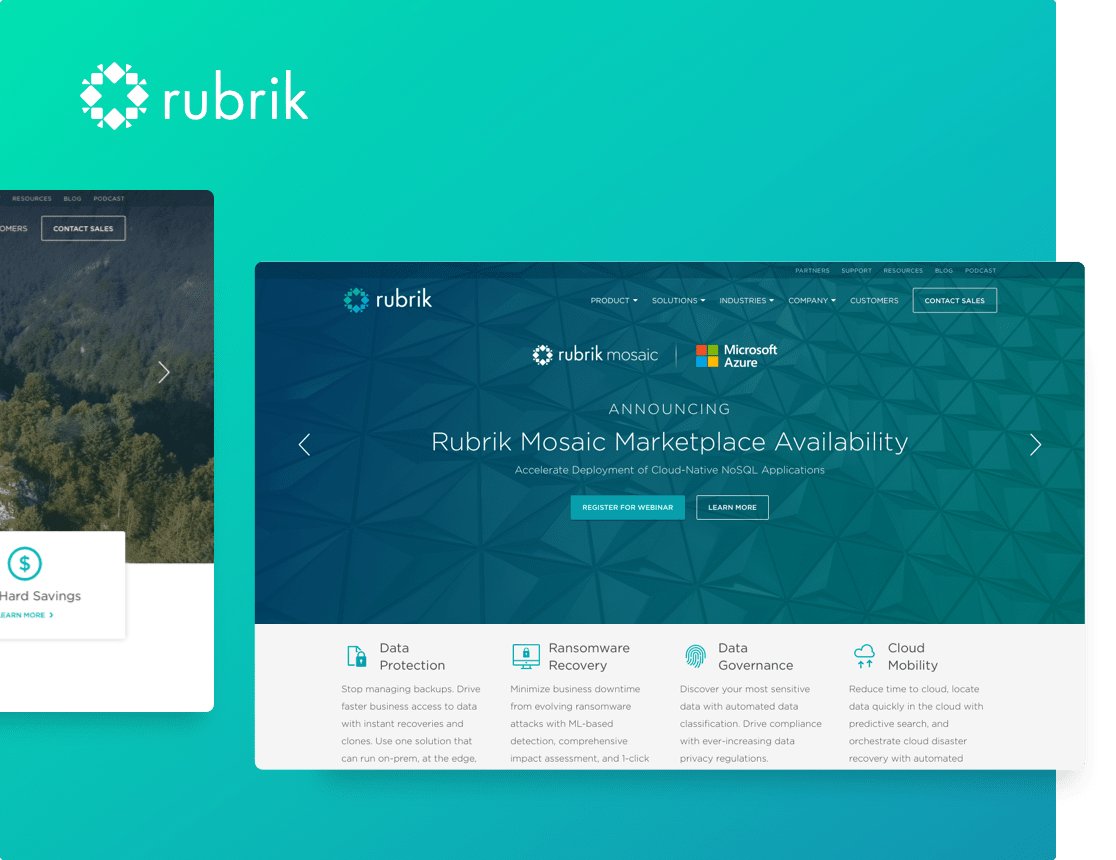 rubrik
RESOURCES BLOG PODCAST
CONTACT SALES
$
Hard Savings
LEARN MORE >
PARTNERS SUPPORT RESOURCES BLOG PODCAST
rubrik
PRODUCT SOLUTIONS INDUSTRIES COMPANY CUSTOMERS CONTACT SALES
rubrik mosaic | Microsoft Azure
ANNOUNCING
Rubrik Mosaic Marketplace Availability
Accelerate Deployment of Cloud-Native NoSQL Applications
REGISTER FOR WEBINAR LEARN MORE
Data
Protection
Stop managing backups. Drive
faster business access to data
with instant recoveries and
clones. Use one solution that
can run on-prem, at the edge,
Ransomware
Recovery
Minimize business downtime
from evolving ransomware
attacks with ML-based
detection, comprehensive
impact assessment, and 1-click
Data
Governance
Discover your most sensitive
data with automated data
classification. Drive compliance
with ever-increasing data
privacy regulations.
Cloud
Mobility
Reduce time to cloud, locate
data quickly in the cloud with
predictive search, and
orchestrate cloud disaster
recovery with automated